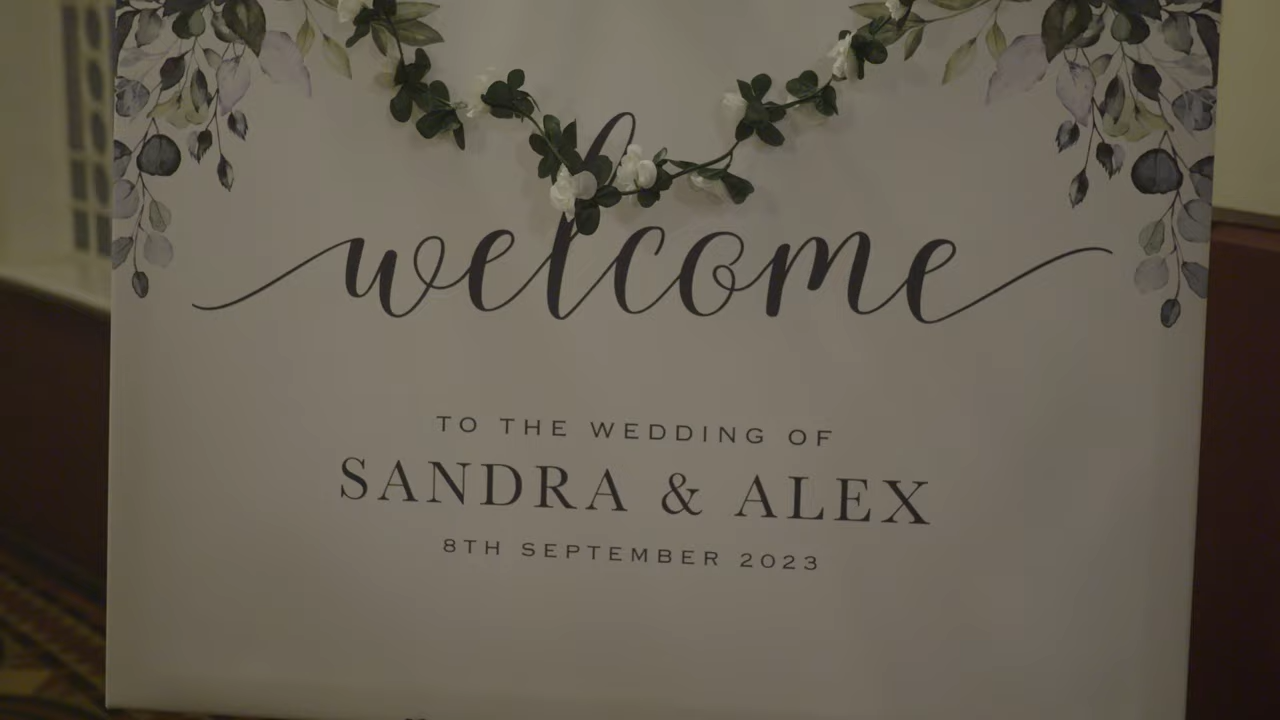 welcome
TO THE WEDDING OF
SANDRA & ALEX
8TH SEPTEMBER 2023